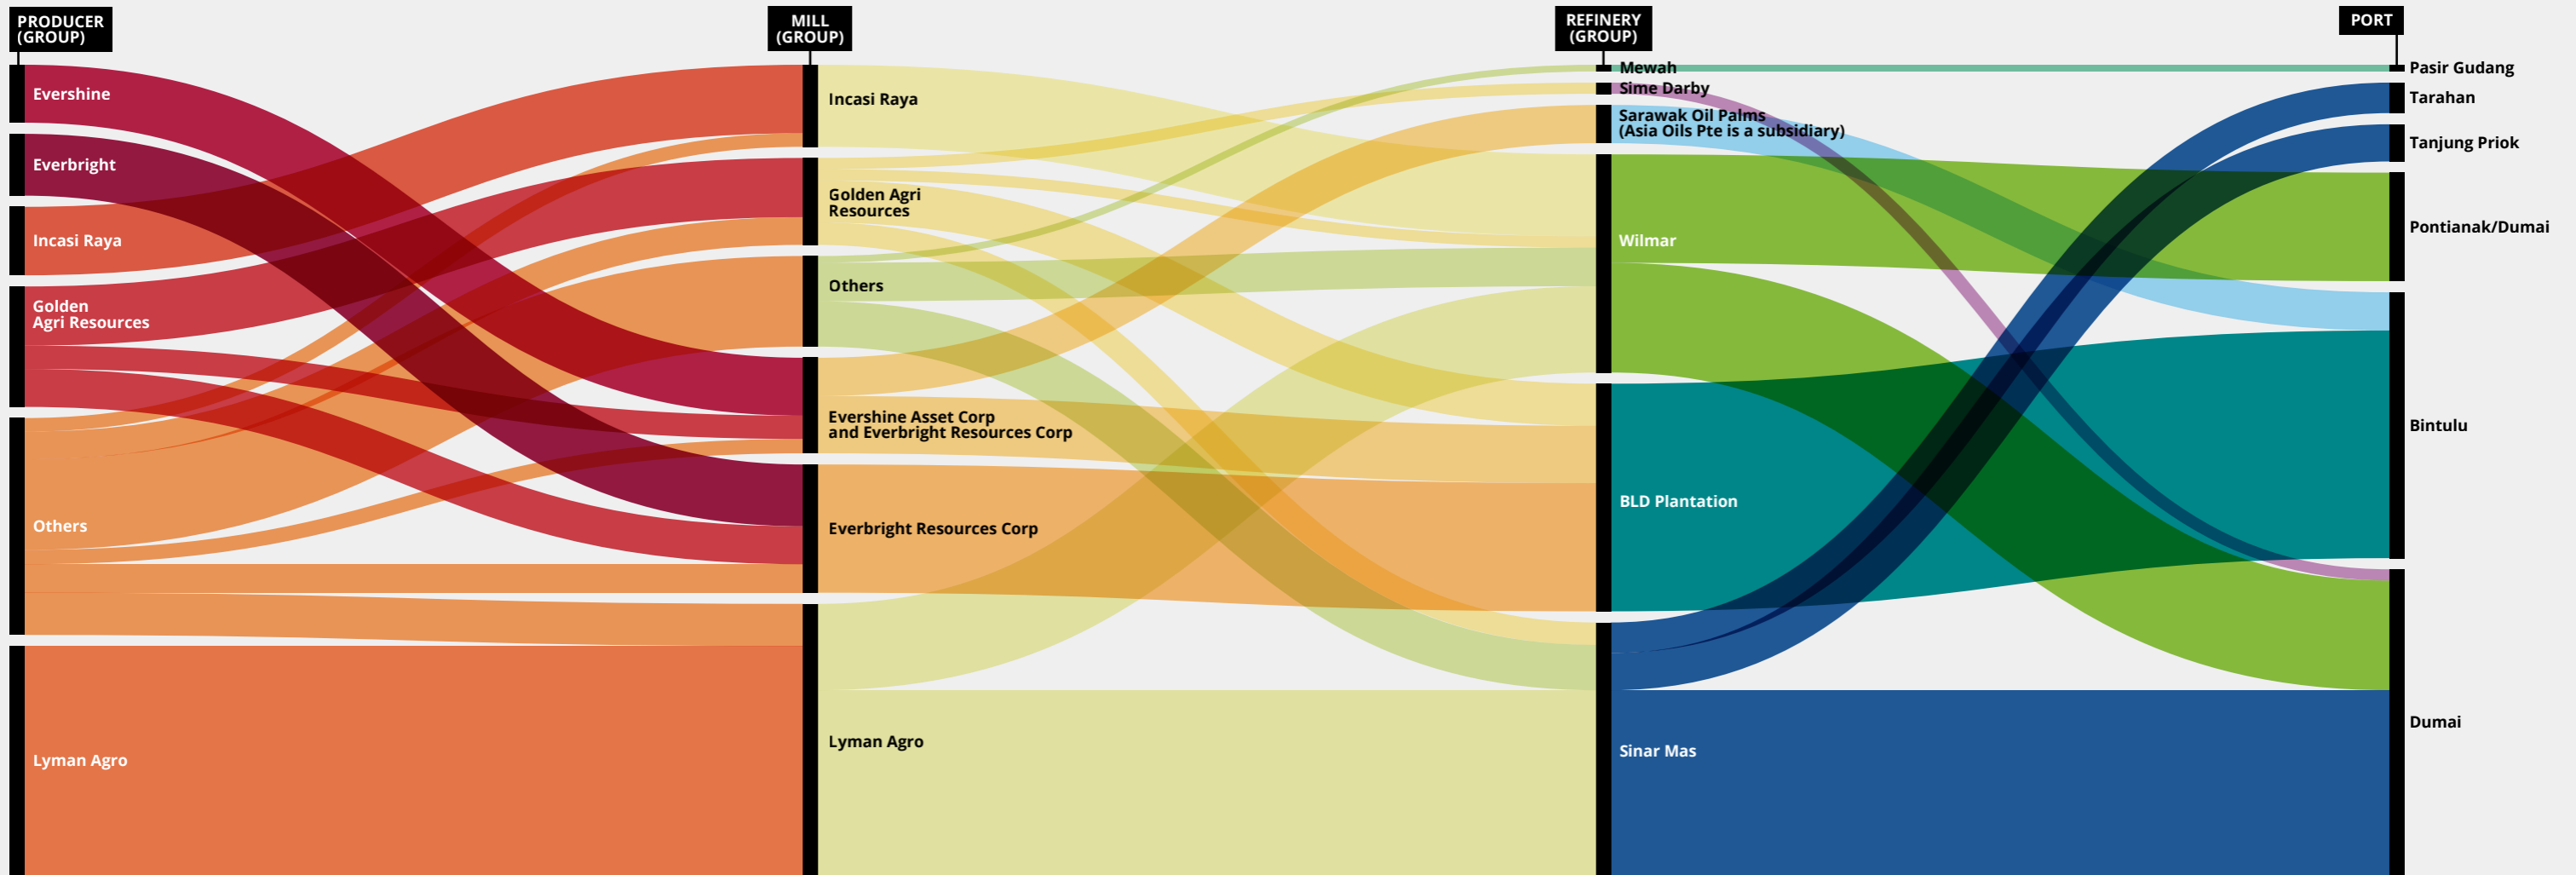 PRODUCER
(GROUP)
Evershine
Everbright
Incasi Raya
Golden
Agri Resources
Others
Lyman Agro
MILL
(GROUP)
Incasi Raya
Golden Agri
Resources
Others
Evershine Asset Corp
and Everbright Resources Corp
Everbright Resources Corp
Lyman Agro
REFINERY
(GROUP)
Mewah
Sime Darby
Sarawak Oil Palms
(Asia Oils Pte is a subsidiary)
Wilmar
BLD Plantation
Sinar Mas
PORT
Pasir Gudang
Tarahan
Tanjung Priok
Pontianak/Dumai
Bintulu
Dumai